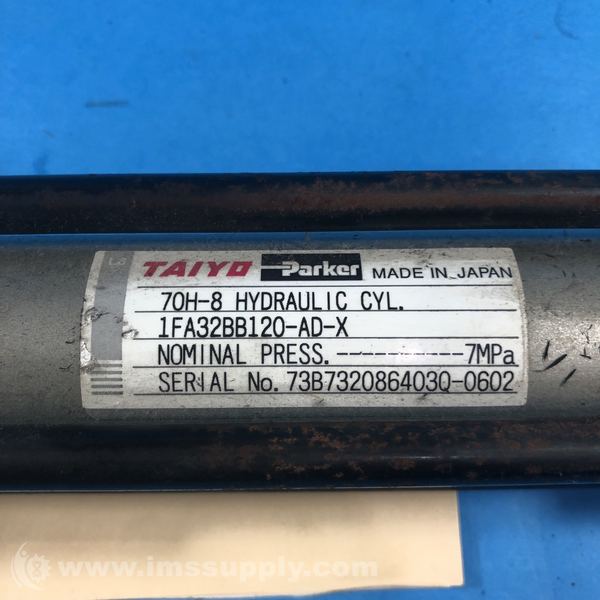 TAIYO Parker MADE IN JAPAN
70H-8 HYDRAULIC CYL.
1FA32BB120-AD-X
NOMINAL PRESS.-----------7MPa
SERIAL No. 73B732086403Q-0602
www.imssupply.com